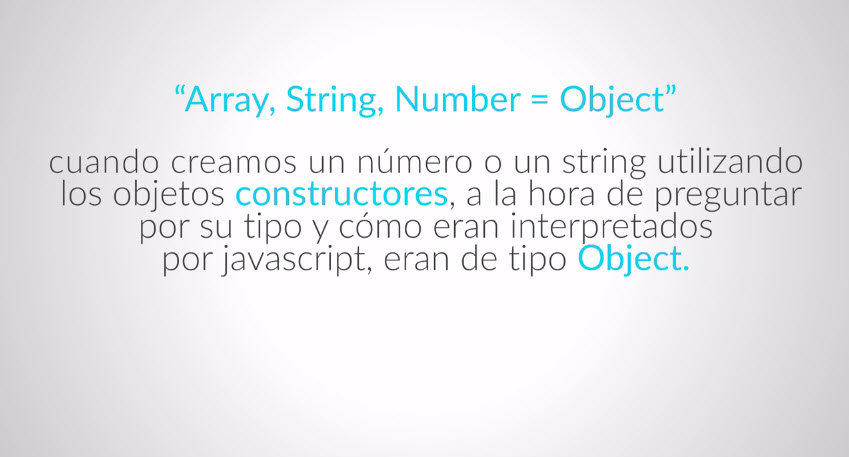 “Array, String, Number = Object”
cuando creamos un número o un string utilizando
los objetos constructores, a la hora de preguntar
por su tipo y cómo eran interpretados
por javascript, eran de tipo Object.